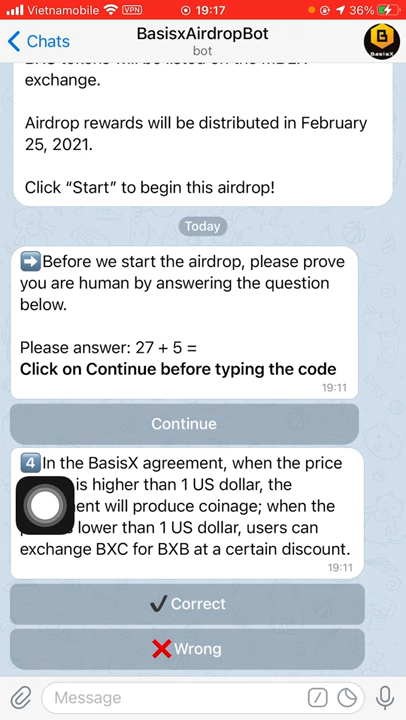 Vietnamobile VPN 19:17 36%
Chats
BasisxAirdropBot
bot
BasisX
exchange.
Airdrop rewards will be distributed in February
25, 2021.
Click “Start” to begin this airdrop!
Today
➡️Before we start the airdrop, please prove
you are human by answering the question
below.
Please answer: 27 + 5 =
Click on Continue before typing the code
19:11
Continue
4️⃣In the BasisX agreement, when the price
is higher than 1 US dollar, the
will produce coinage; when the
lower than 1 US dollar, users can
exchange BXC for BXB at a certain discount.
19:11
✔️Correct
❌Wrong
Message